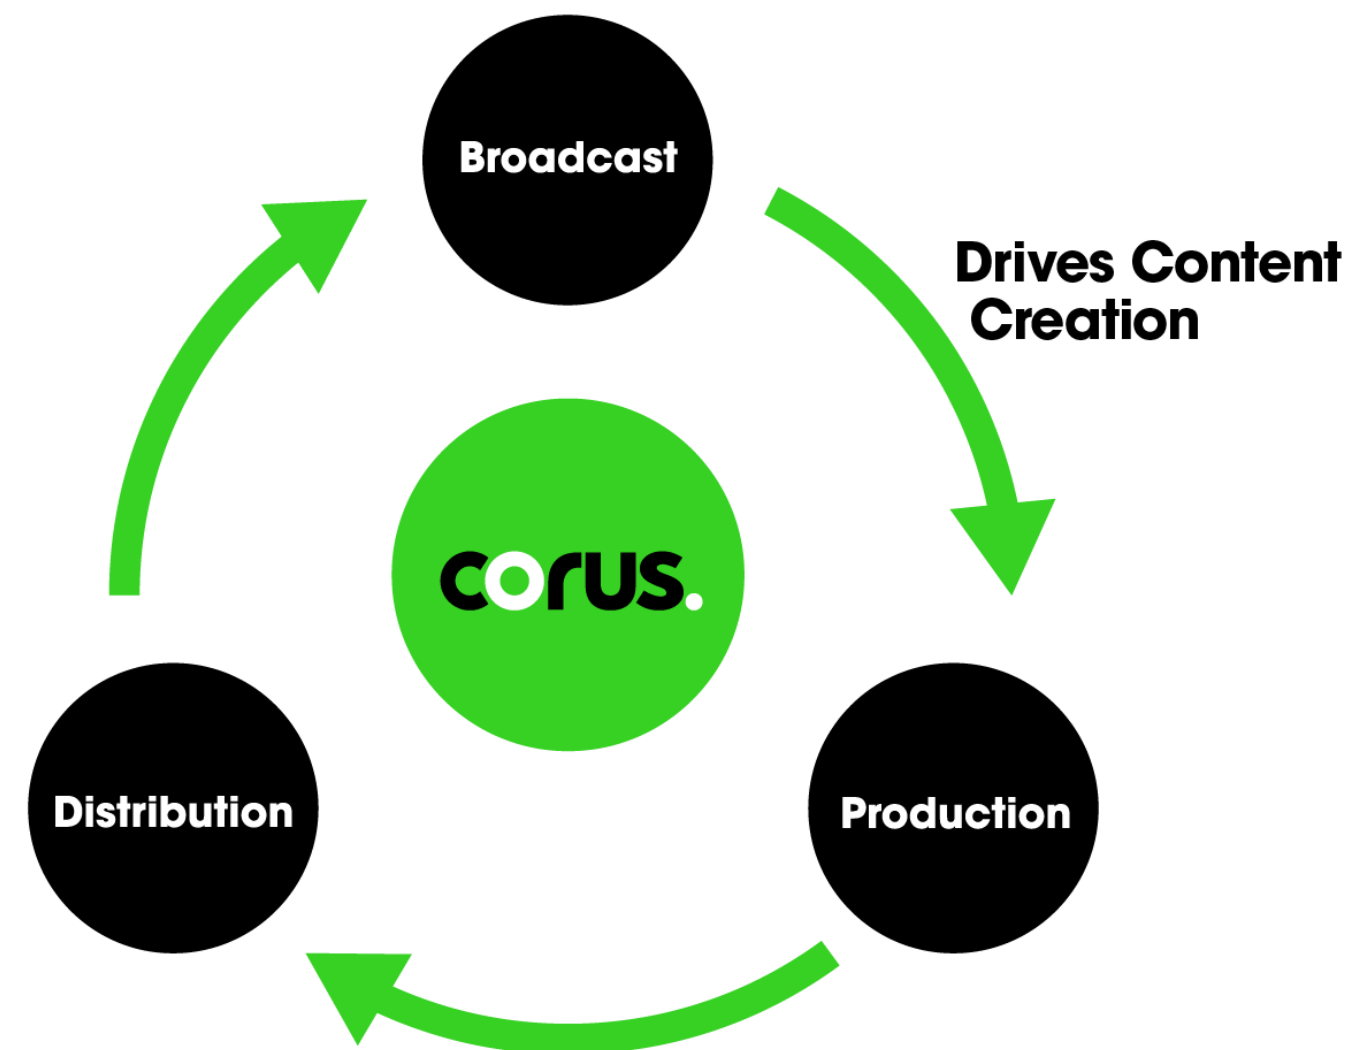 Broadcast
Drives Content
Creation
corus.
Distribution
Production